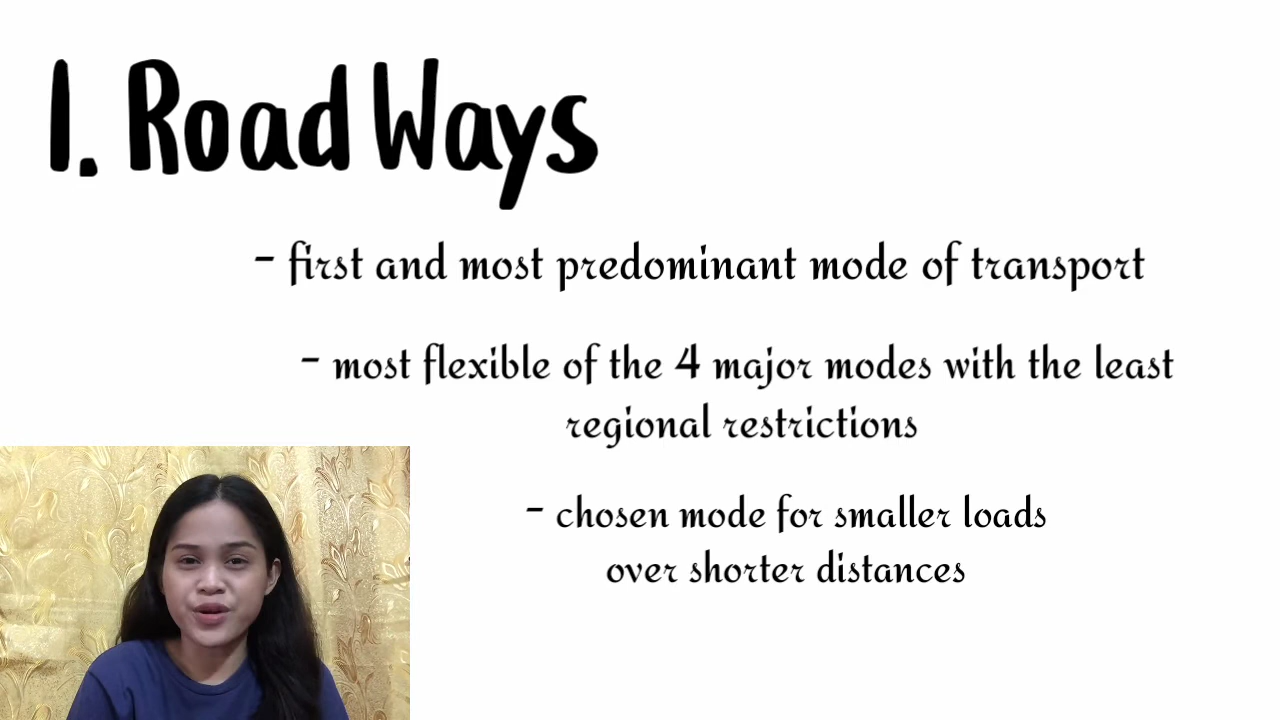 1. Road Ways
- first and most predominant mode of transport
- most flexible of the 4 major modes with the least
regional restrictions
- chosen mode for smaller loads
over shorter distances